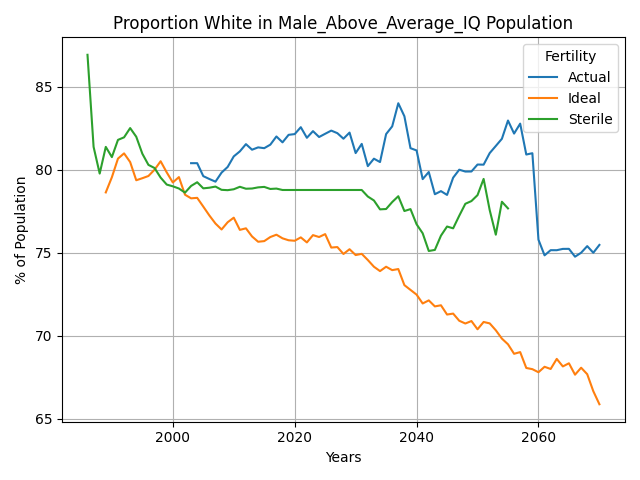 Proportion White in Male_Above_Average_IQ Population
Fertility
Actual
Ideal
Sterile
% of Population
85
80
75
70
65
2000
2020
2040
2060
Years